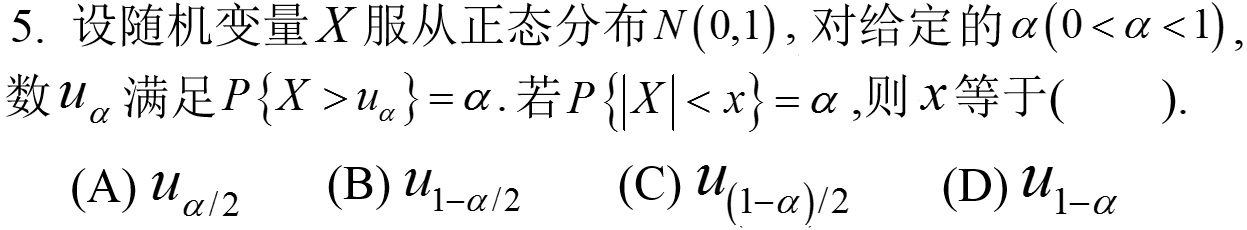 5. 设随机变量X服从正态分布N(0,1), 对给定的α(0<α<1),
数u_α满足P{X>u_α}=α.若P{|X|<x}=α,则x等于(  ).
(A) u_{α/2} (B) u_{1-α/2} (C) u_{(1-α)/2} (D) u_{1-α}